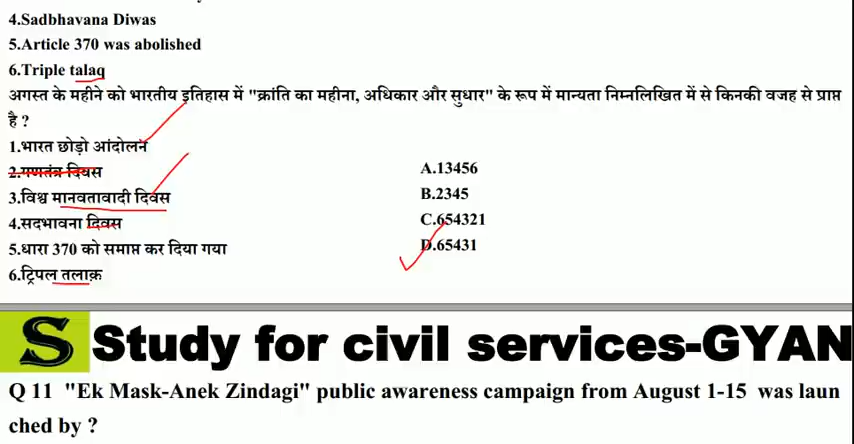 4.Sadbhavana Diwas
5.Article 370 was abolished
6.Triple talaq
अगस्त के महीने को भारतीय इतिहास में "क्रांति का महीना, अधिकार और सुधार" के रूप में मान्यता निम्नलिखित में से किनकी वजह से प्राप्त
है ?
1.भारत छोड़ो आंदोलन
2.गणतंत्र दिवस
3.विश्व मानवतावादी दिवस
4.सदभावना दिवस
5.धारा 370 को समाप्त कर दिया गया
6.ट्रिपल तलाक़
A.13456
B.2345
C.654321
D.65431
S Study for civil services-GYAN
Q 11 "Ek Mask-Anek Zindagi" public awareness campaign from August 1-15 was laun
ched by ?